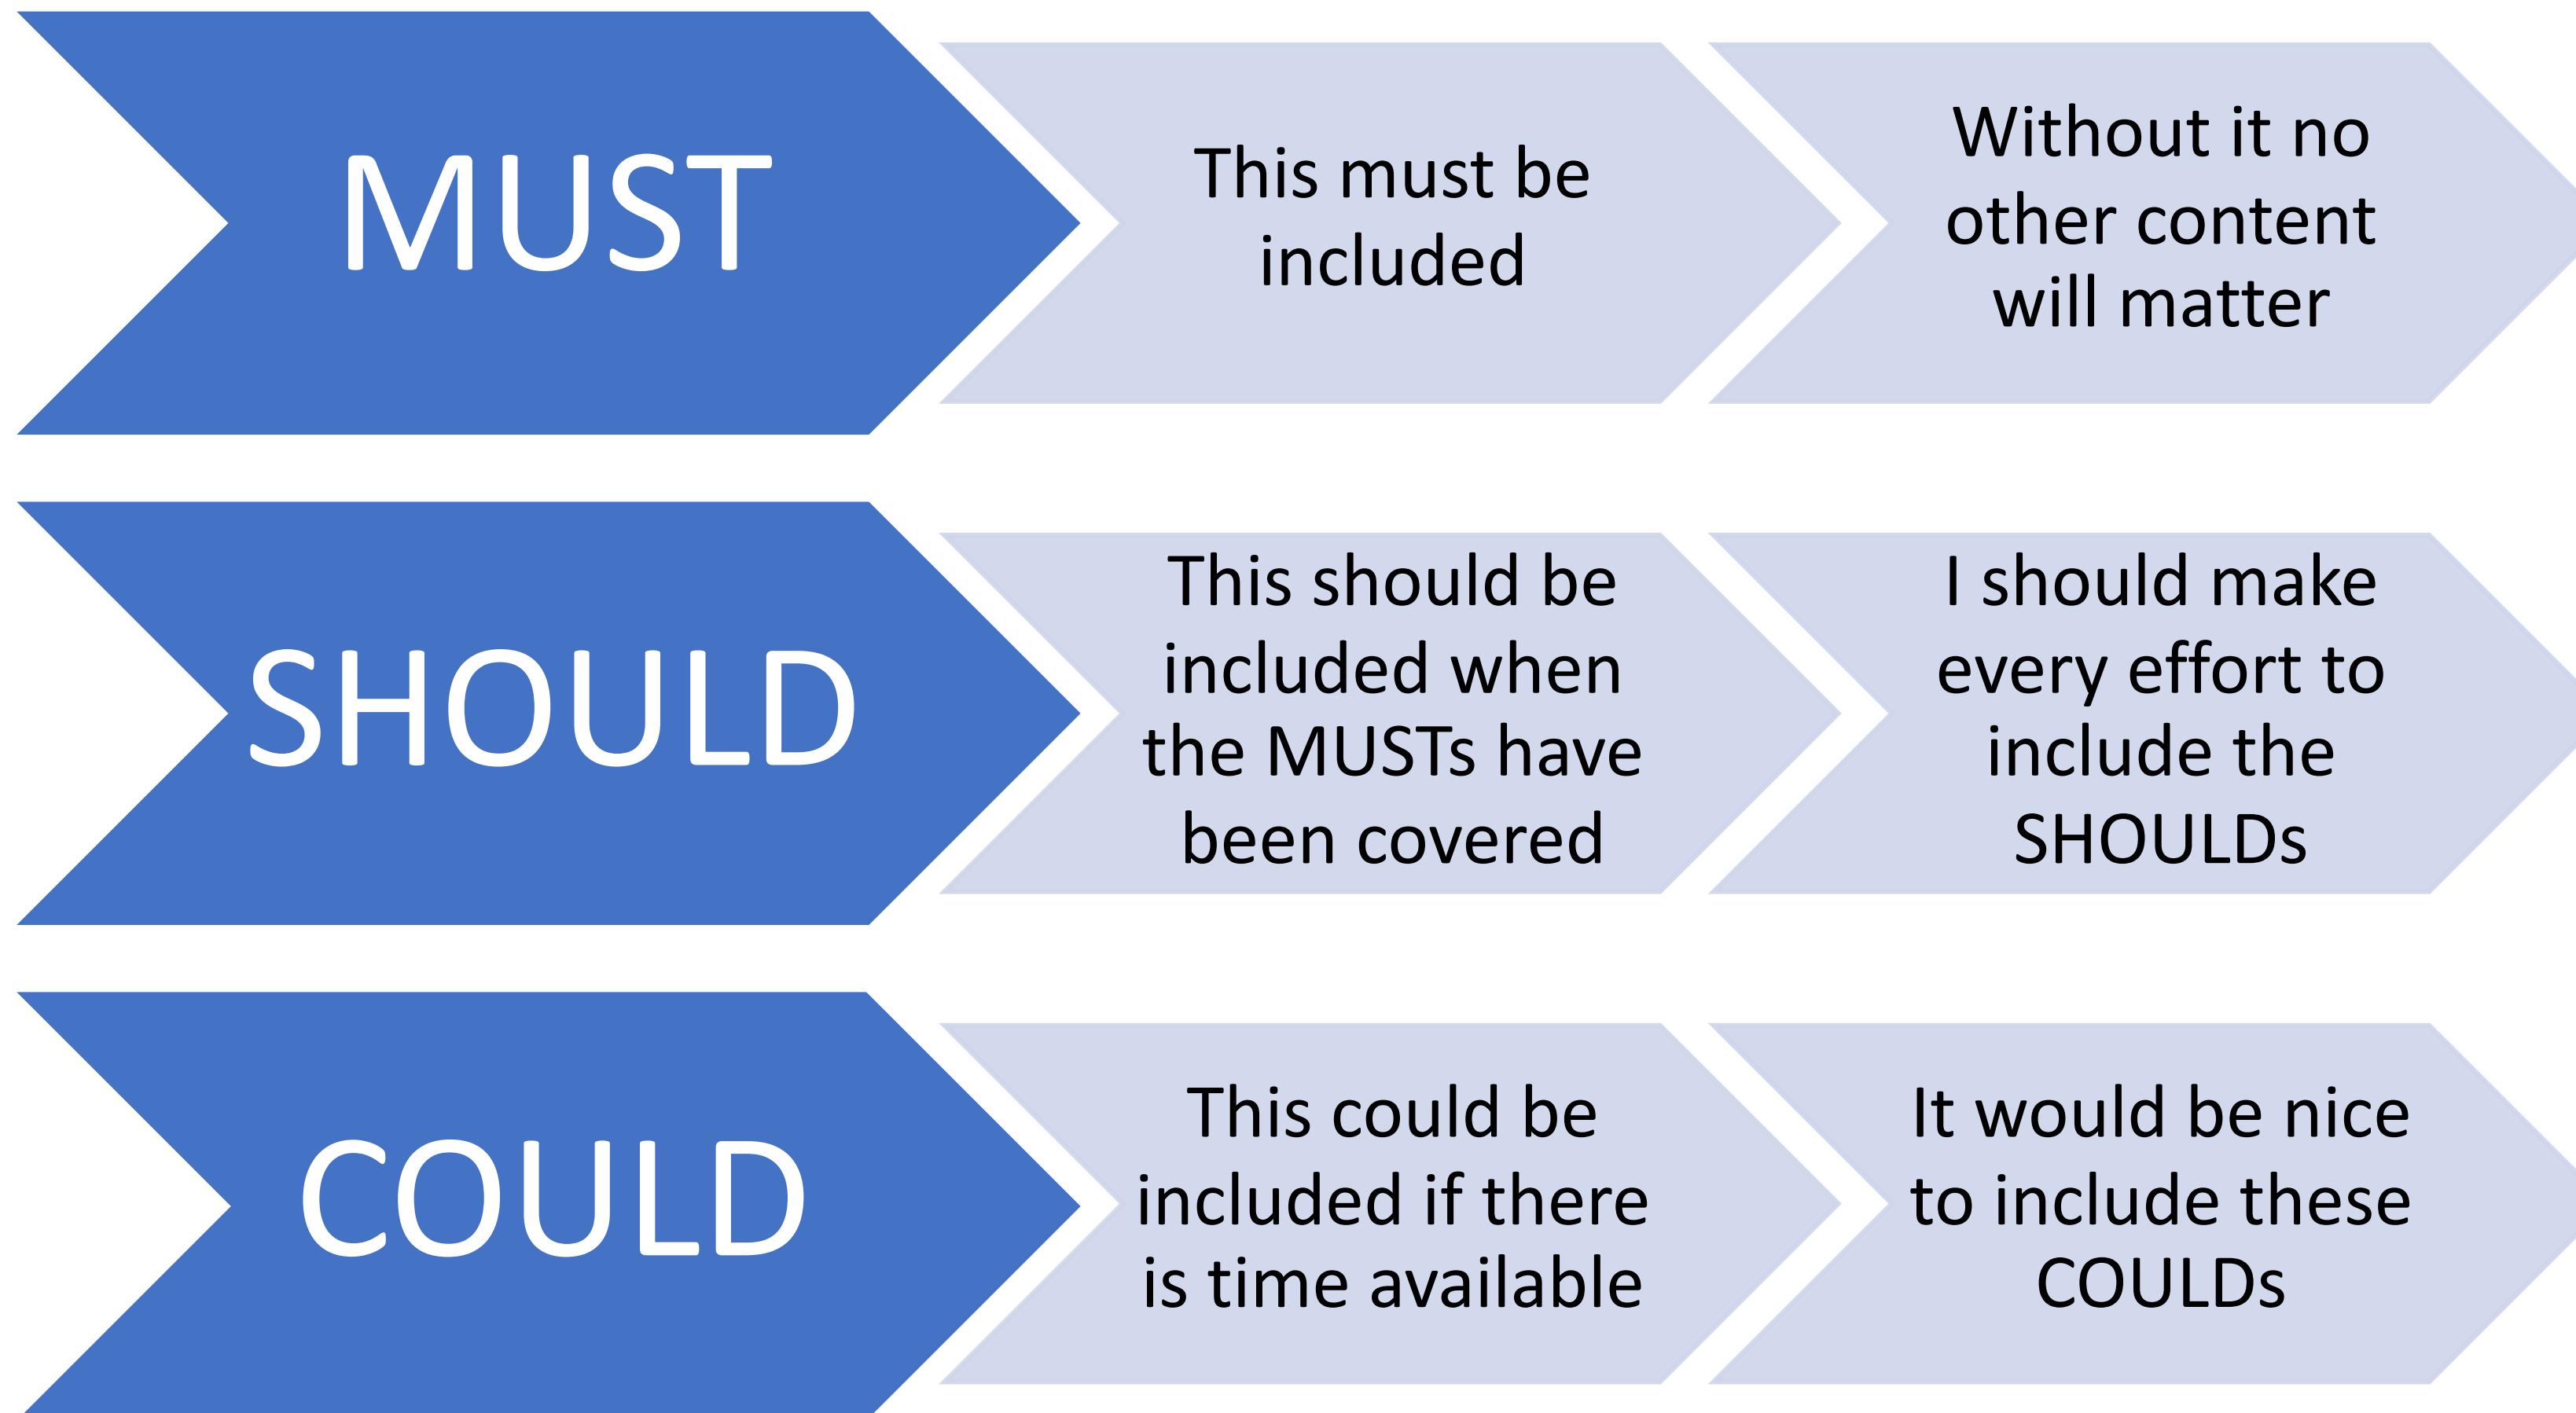 MUST
This must be
included
Without it no
other content
will matter
SHOULD
This should be
included when
the MUSTs have
been covered
I should make
every effort to
include the
SHOULDs
COULD
This could be
included if there
is time available
It would be nice
to include these
COULDs